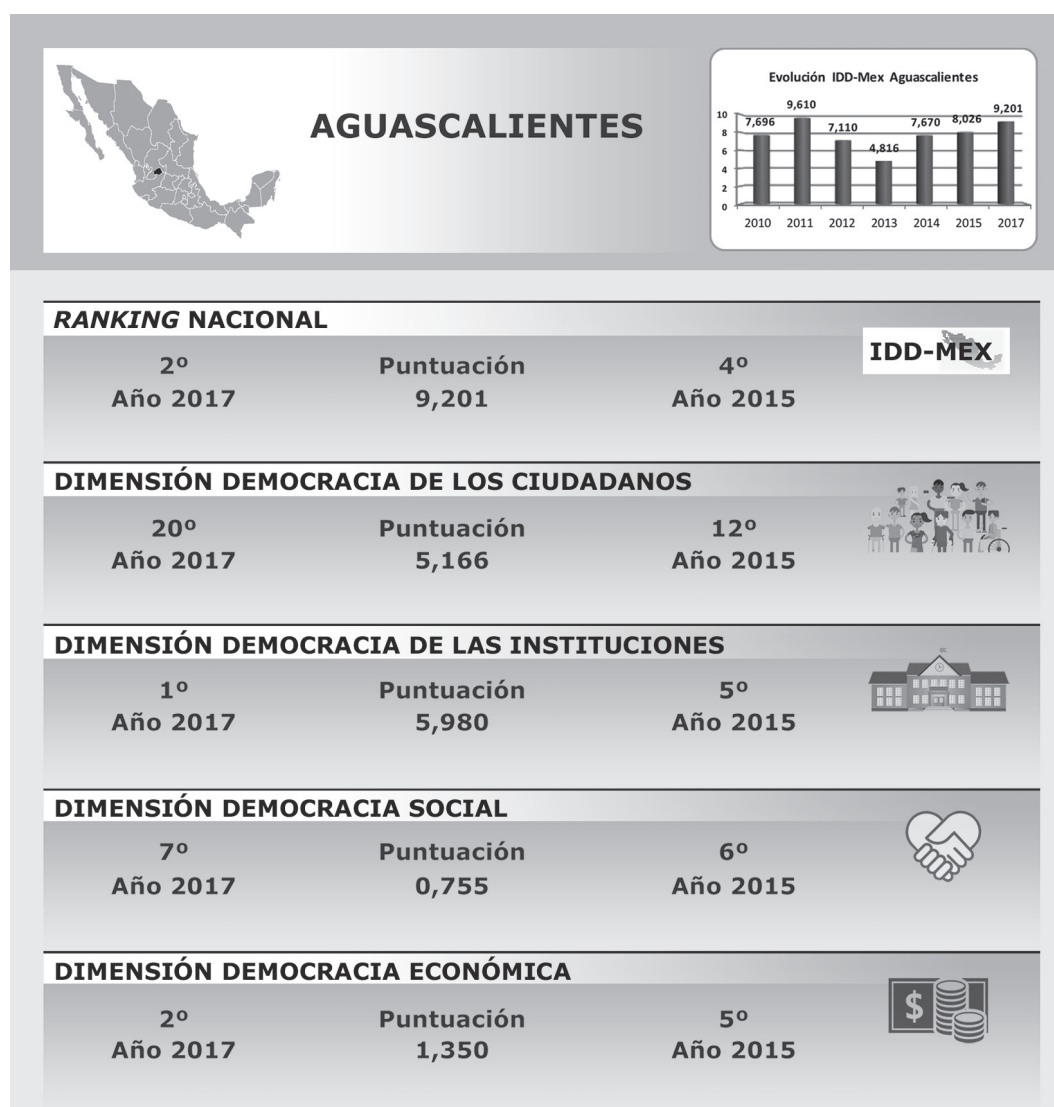 AGUASCALIENTES
Evolución IDD-Mex Aguascalientes
10
8
6
4
2
0
7,696
9,610
7,110
4,816
7,670
8,026
9,201
2010 2011 2012 2013 2014 2015 2017
RANKING NACIONAL
IDD-MEX
2º Puntuación 4º
Año 2017 9,201 Año 2015
DIMENSIÓN DEMOCRACIA DE LOS CIUDADANOS
20º Puntuación 12º
Año 2017 5,166 Año 2015
DIMENSIÓN DEMOCRACIA DE LAS INSTITUCIONES
1º Puntuación 5º
Año 2017 5,980 Año 2015
DIMENSIÓN DEMOCRACIA SOCIAL
7º Puntuación 6º
Año 2017 0,755 Año 2015
DIMENSIÓN DEMOCRACIA ECONÓMICA
$
2º Puntuación 5º
Año 2017 1,350 Año 2015